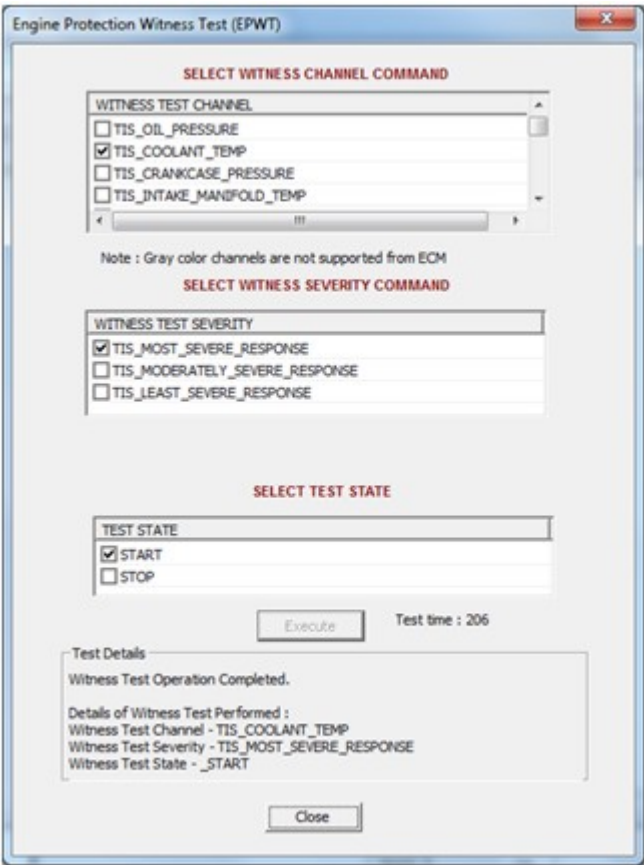 Engine Protection Witness Test (EPWT)
SELECT WITNESS CHANNEL COMMAND
WITNESS TEST CHANNEL
TIS_OIL_PRESSURE
TIS_COOLANT_TEMP
TIS_CRANKCASE_PRESSURE
TIS_INTAKE_MANIFOLD_TEMP
Note : Gray color channels are not supported from ECM
SELECT WITNESS SEVERITY COMMAND
WITNESS TEST SEVERITY
TIS_MOST_SEVERE_RESPONSE
TIS_MODERATELY_SEVERE_RESPONSE
TIS_LEAST_SEVERE_RESPONSE
SELECT TEST STATE
TEST STATE
START
STOP
Execute Test time : 206
Test Details
Witness Test Operation Completed.
Details of Witness Test Performed :
Witness Test Channel - TIS_COOLANT_TEMP
Witness Test Severity - TIS_MOST_SEVERE_RESPONSE
Witness Test State - _START
Close